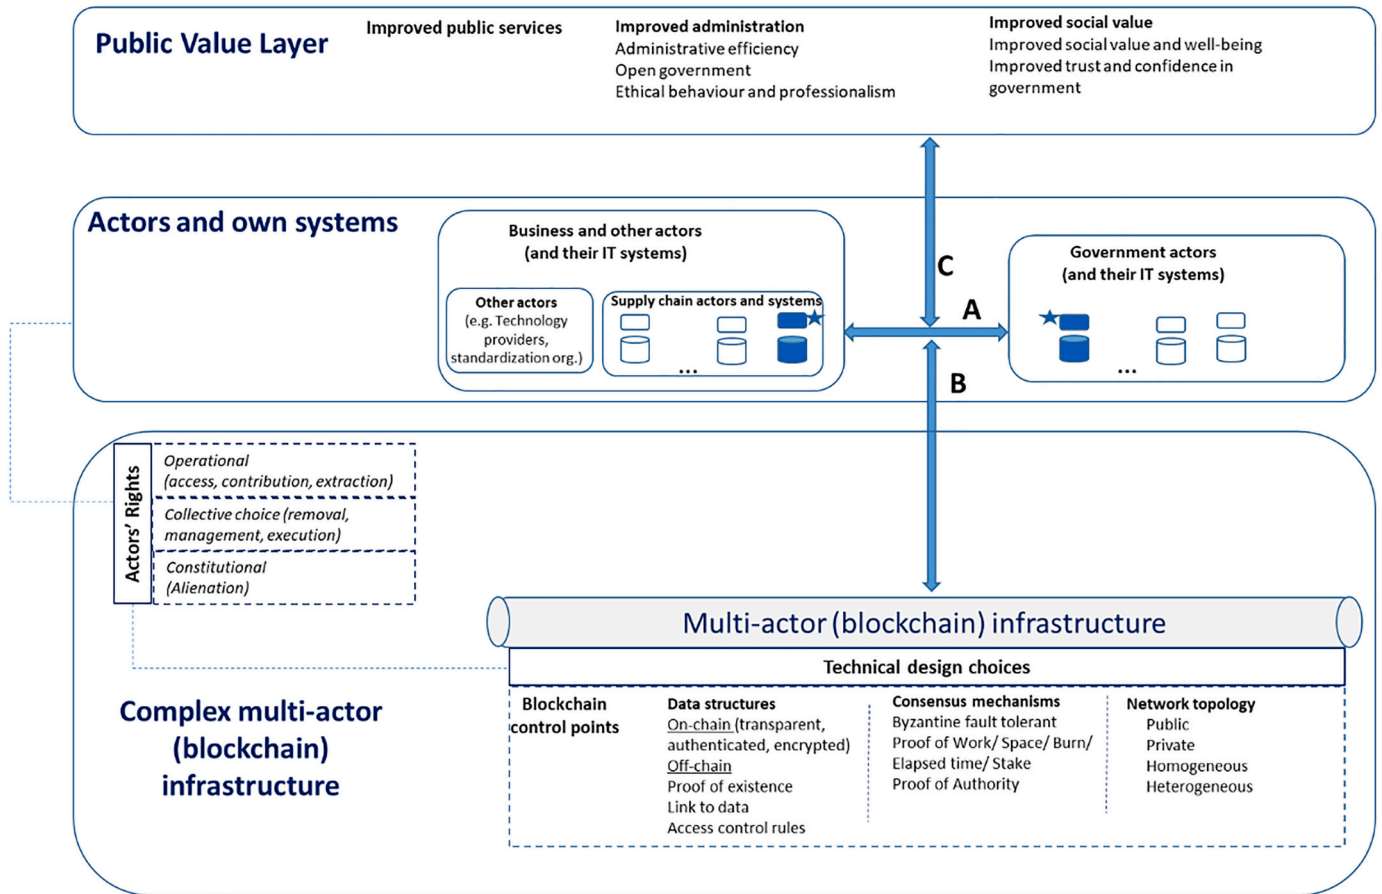 Public Value Layer
Improved public services
Improved administration
Administrative efficiency
Open government
Ethical behaviour and professionalism
Improved social value
Improved social value and well-being
Improved trust and confidence in
government
Actors and own systems
Business and other actors
(and their IT systems)
Other actors
(e.g. Technology
providers,
standardization org.)
Supply chain actors and systems
...
C
A
B
Government actors
(and their IT systems)
...
Actors' Rights
Operational
(access, contribution, extraction)
Collective choice (removal,
management, execution)
Constitutional
(Alienation)
Complex multi-actor
(blockchain)
infrastructure
Multi-actor (blockchain) infrastructure
Technical design choices
Blockchain
control points
Data structures
On-chain (transparent,
authenticated, encrypted)
Off-chain
Proof of existence
Link to data
Access control rules
Consensus mechanisms
Byzantine fault tolerant
Proof of Work/ Space/ Burn/
Elapsed time/ Stake
Proof of Authority
Network topology
Public
Private
Homogeneous
Heterogeneous